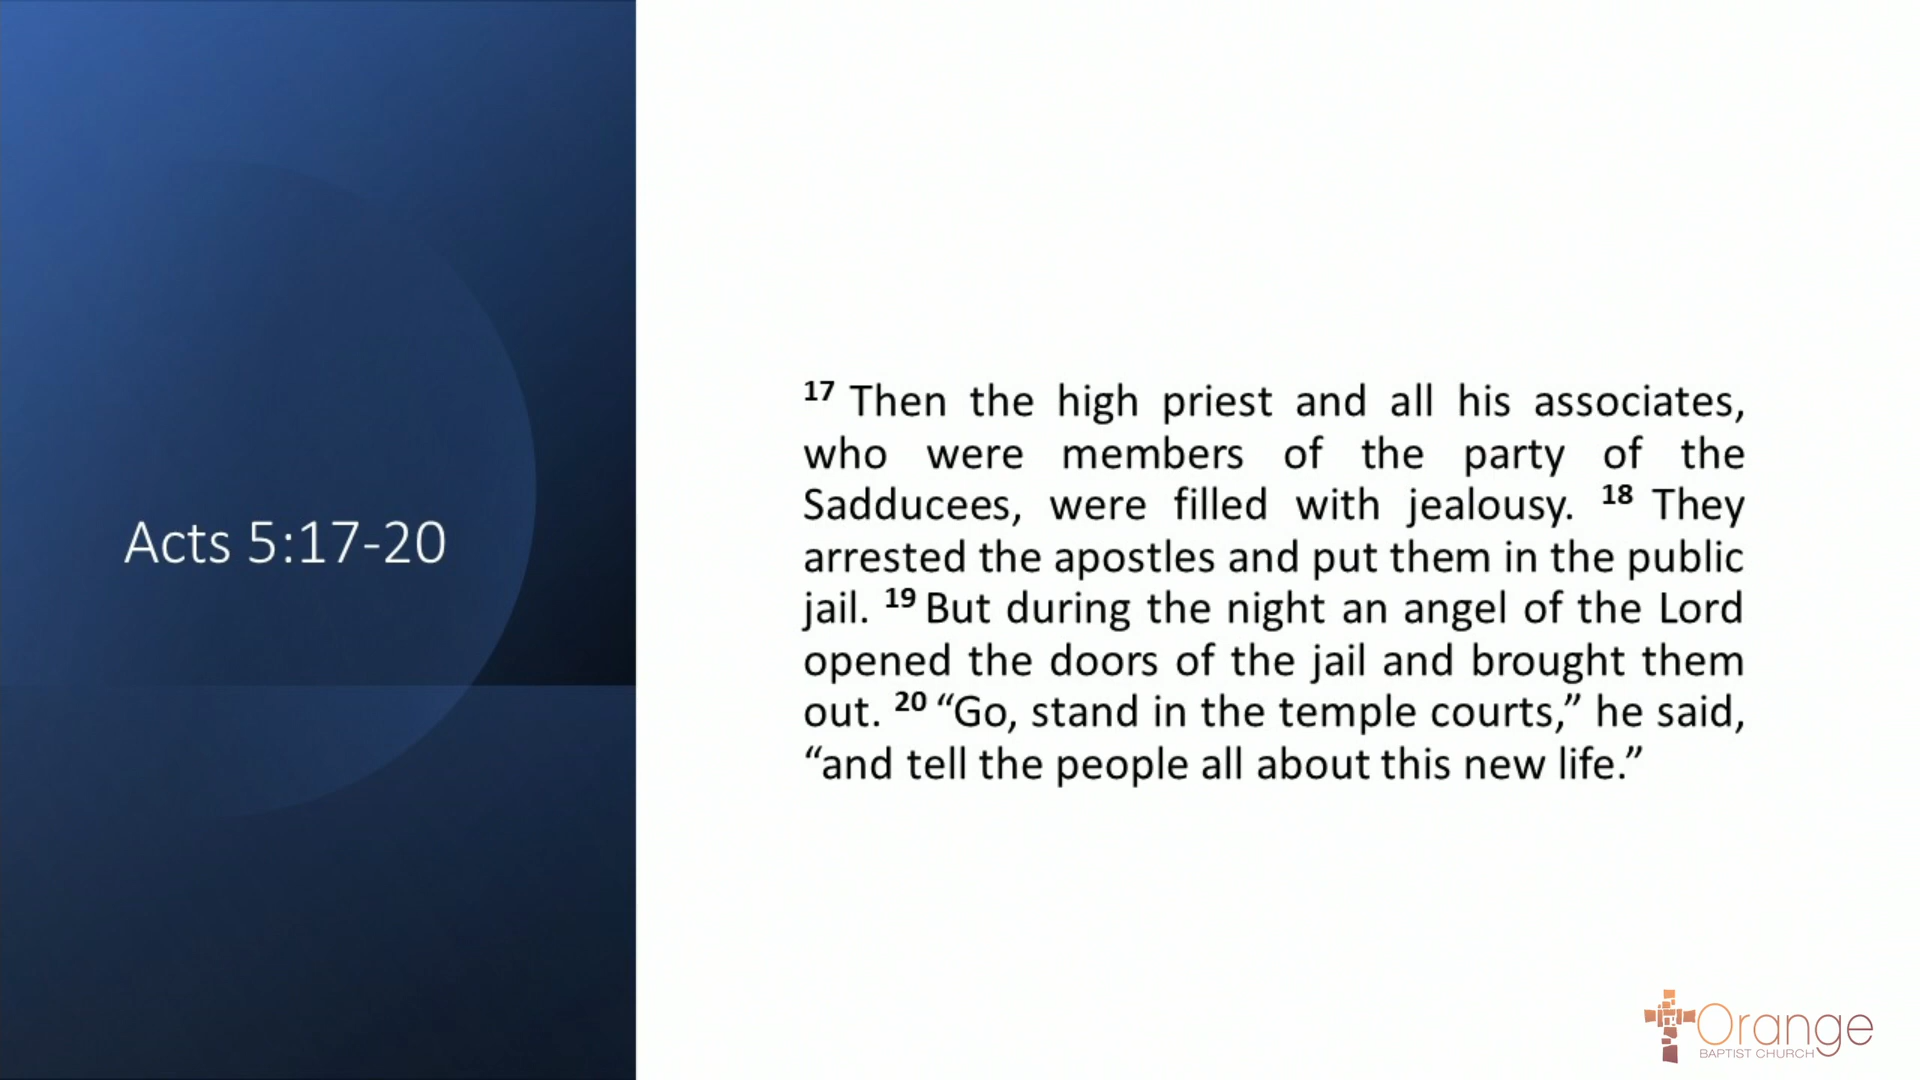 Acts 5:17-20
17 Then the high priest and all his associates,
who were members of the party of the
Sadducees, were filled with jealousy. 18 They
arrested the apostles and put them in the public
jail. 19 But during the night an angel of the Lord
opened the doors of the jail and brought them
out. 20 “Go, stand in the temple courts,” he said,
“and tell the people all about this new life.”
Orange
BAPTIST CHURCH